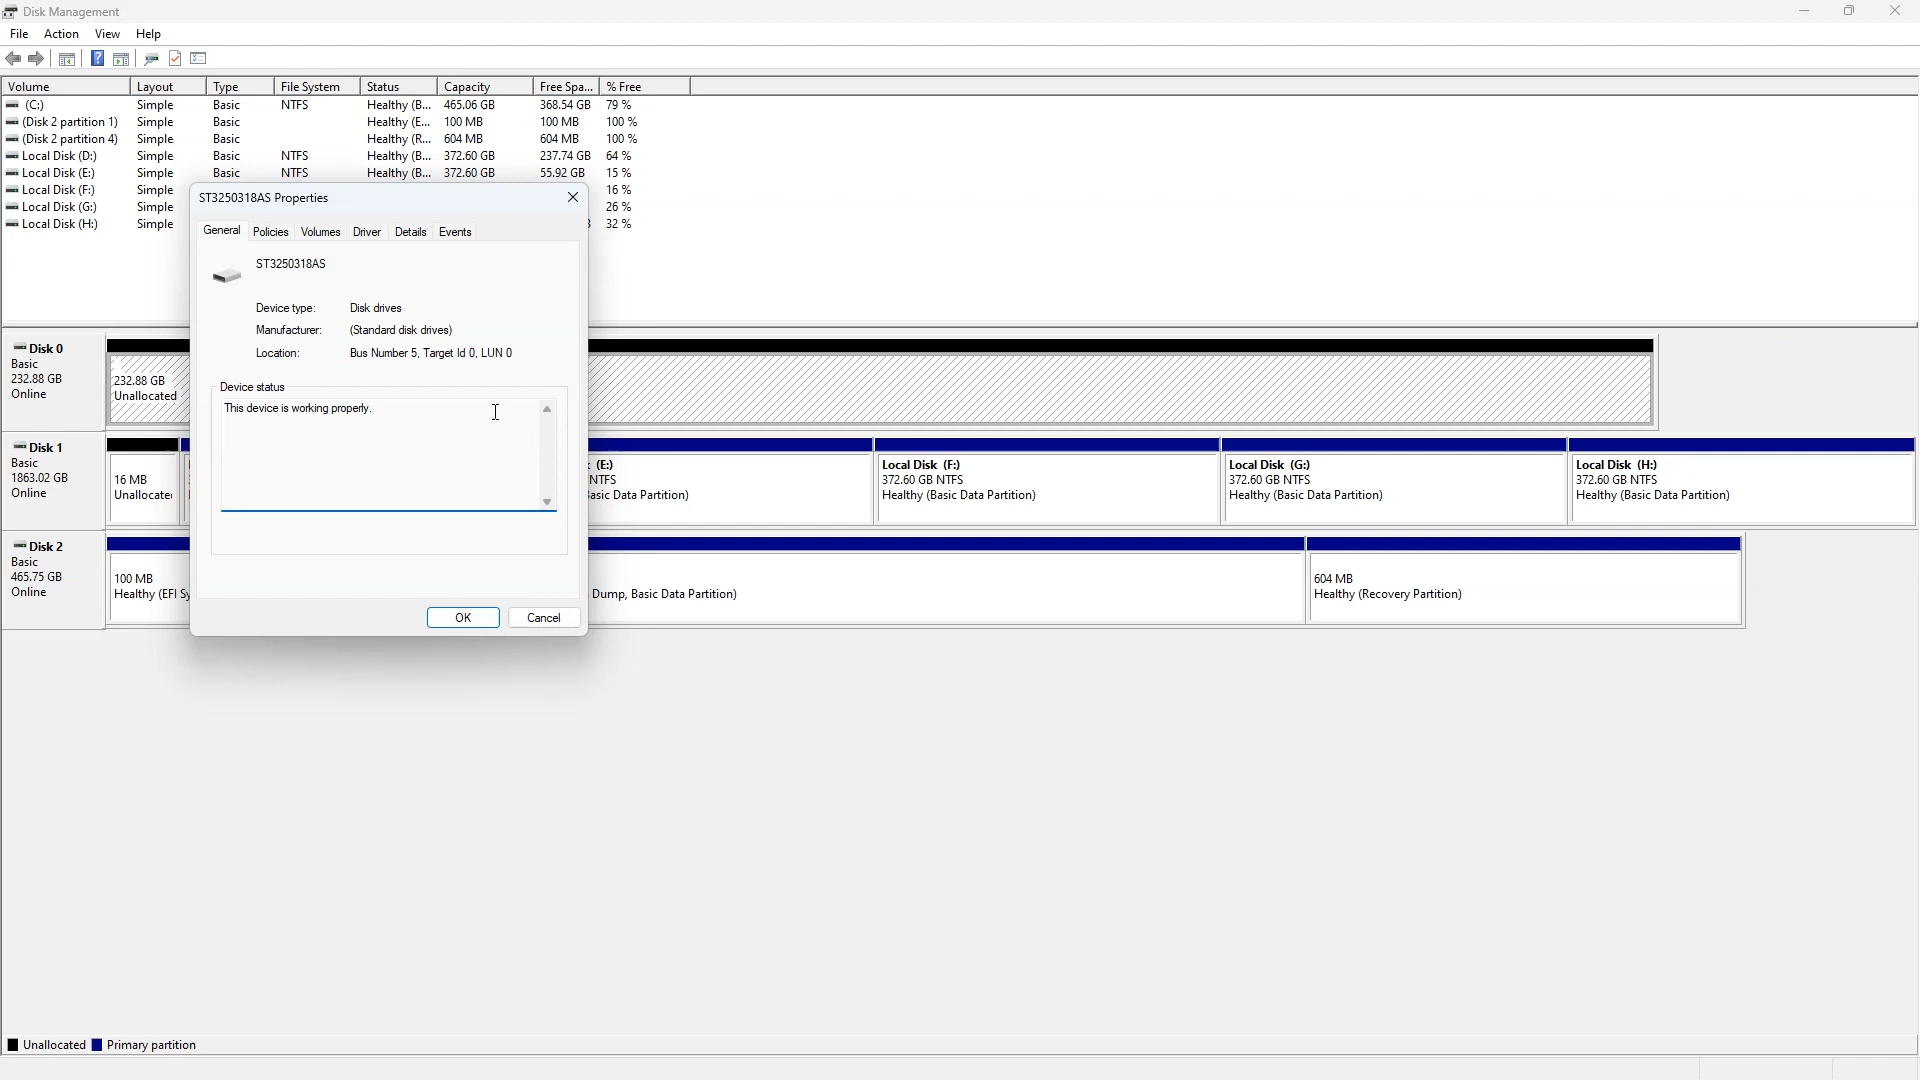 Disk Management
File Action View Help
Volume Layout Type File System Status Capacity Free Spa... % Free
(C:) Simple Basic NTFS Healthy (B... 465.06 GB 368.54 GB 79 %
(Disk 2 partition 1) Simple Basic Healthy (E... 100 MB 100 MB 100 %
(Disk 2 partition 4) Simple Basic Healthy (R... 604 MB 604 MB 100 %
Local Disk (D:) Simple Basic NTFS Healthy (B... 372.60 GB 237.74 GB 64 %
Local Disk (E:) Simple Basic NTFS Healthy (B... 372.60 GB 55.92 GB 15 %
Local Disk (F:) Simple 16 %
Local Disk (G:) Simple 26 %
Local Disk (H:) Simple 32 %
ST3250318AS Properties
General Policies Volumes Driver Details Events
ST3250318AS
Device type: Disk drives
Manufacturer: (Standard disk drives)
Location: Bus Number 5, Target Id 0, LUN 0
Device status
This device is working properly.
OK Cancel
Disk 0
Basic
232.88 GB
Online
232.88 GB
Unallocated
Disk 1
Basic
1863.02 GB
Online
16 MB
Unallocate
(E:)
NTFS
Basic Data Partition)
Local Disk (F:)
372.60 GB NTFS
Healthy (Basic Data Partition)
Local Disk (G:)
372.60 GB NTFS
Healthy (Basic Data Partition)
Local Disk (H:)
372.60 GB NTFS
Healthy (Basic Data Partition)
Disk 2
Basic
465.75 GB
Online
100 MB
Healthy (EFI Sy
Dump, Basic Data Partition)
604 MB
Healthy (Recovery Partition)
Unallocated Primary partition